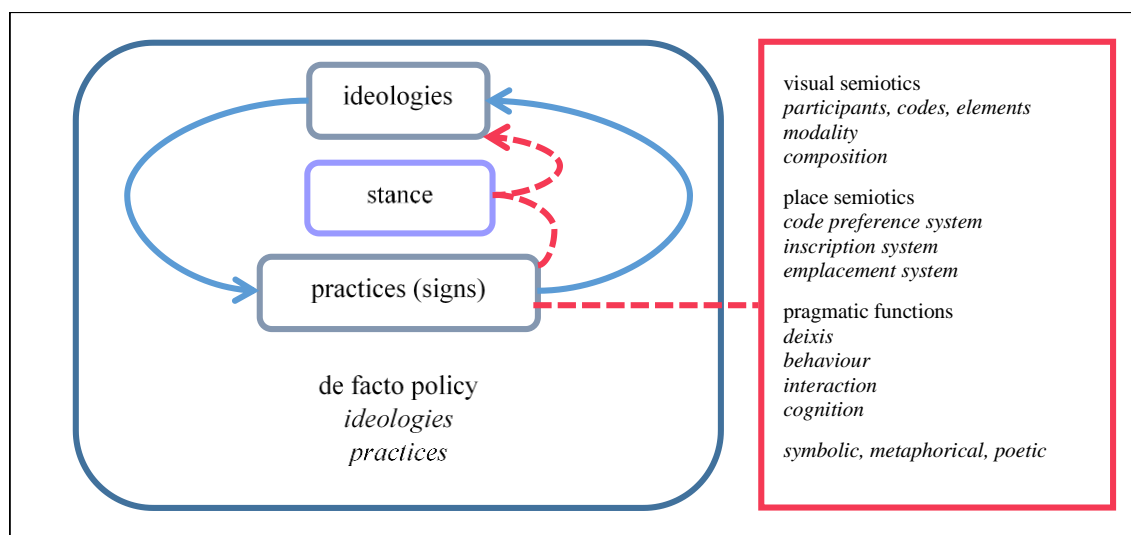 ideologies
stance
practices (signs)
de facto policy
ideologies
practices
visual semiotics
participants, codes, elements
modality
composition
place semiotics
code preference system
inscription system
emplacement system
pragmatic functions
deixis
behaviour
interaction
cognition
symbolic, metaphorical, poetic